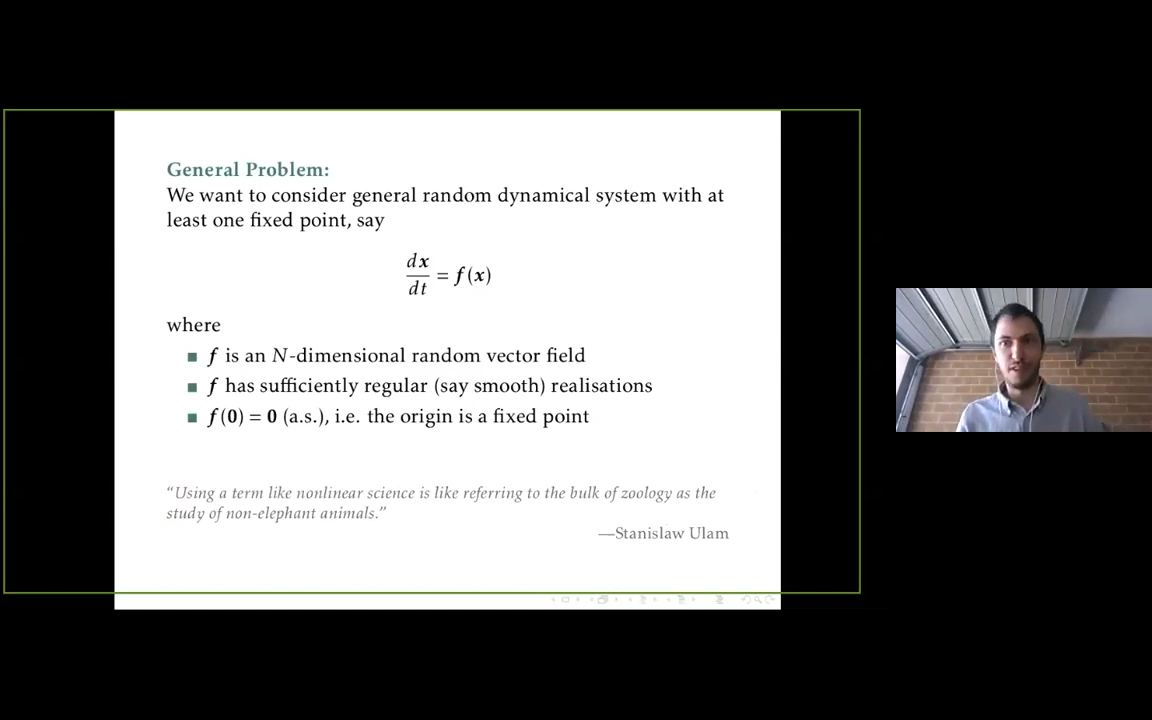 General Problem:
We want to consider general random dynamical system with at
least one fixed point, say
dx/dt = f(x)
where
■ f is an N-dimensional random vector field
■ f has sufficiently regular (say smooth) realisations
■ f(0) = 0 (a.s.), i.e. the origin is a fixed point
“Using a term like nonlinear science is like referring to the bulk of zoology as the
study of non-elephant animals.”
—Stanislaw Ulam